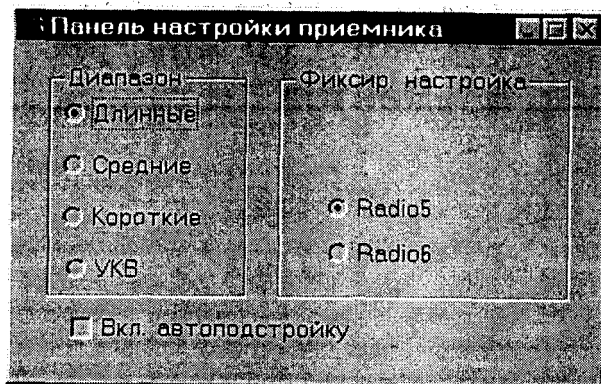 Панель настройки приемника
Диапазон
Длинные
Средние
Короткие
УКВ
Фиксир. настройка
Radio5
Radio6
Вкл. автоподстройку